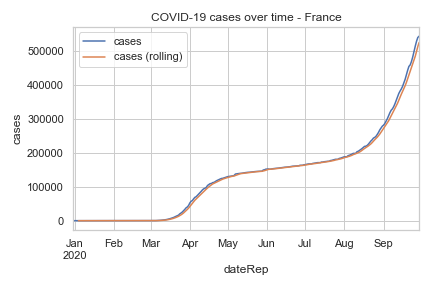 COVID-19 cases over time - France
cases
cases (rolling)
500000
400000
300000
200000
100000
0
cases
Jan Feb Mar Apr May Jun Jul Aug Sep
2020
dateRep